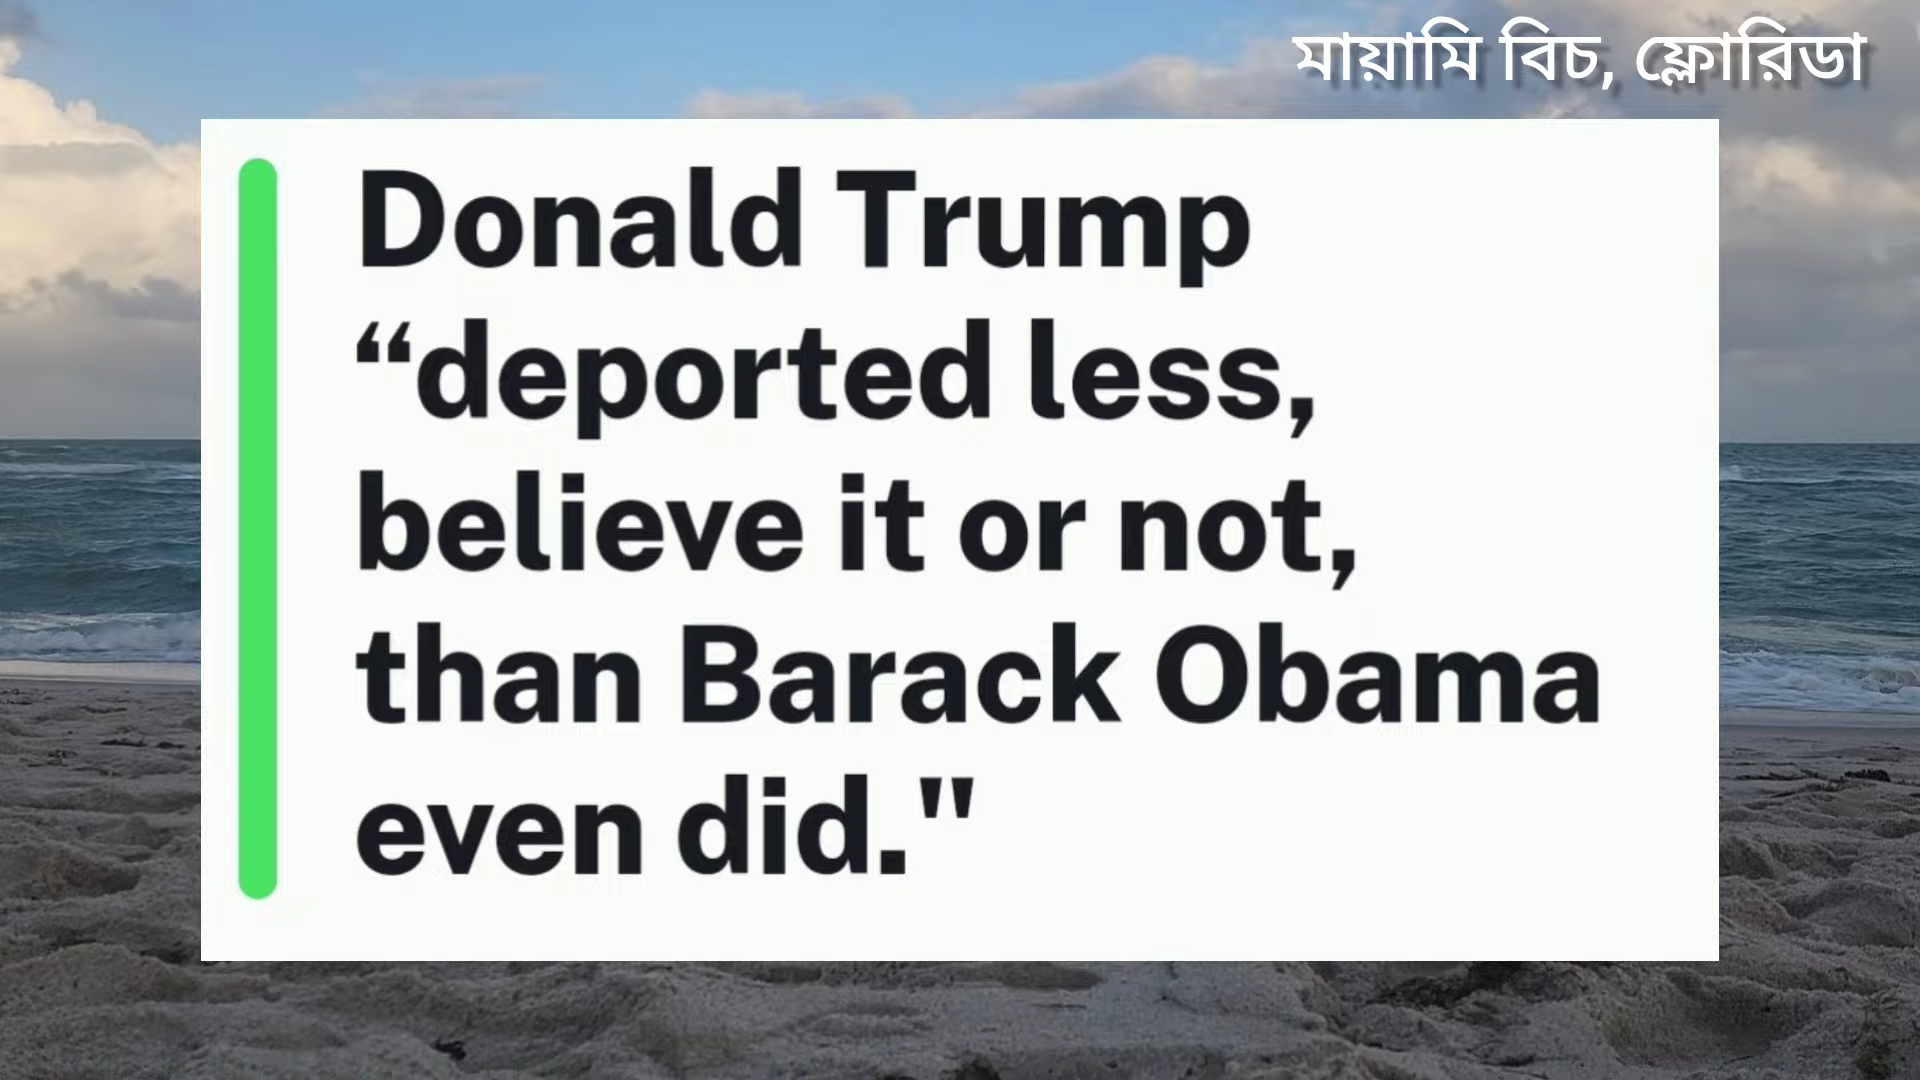 মায়ামি বিচ, ফ্লোরিডা
Donald Trump
“deported less,
believe it or not,
than Barack Obama
even did."